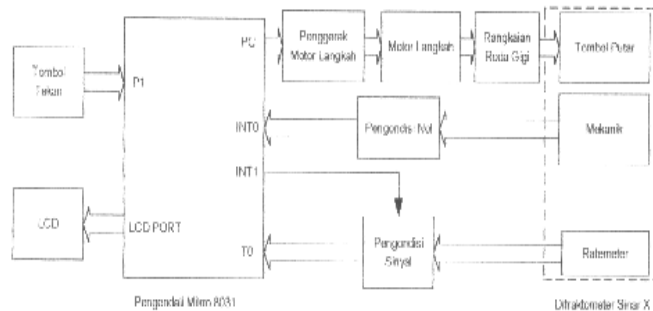 PC
Penggerak
Motor Langkah
Motor Langkah
Rangkaian
Roda Gigi
Tombol Putar
Tombol
Tekan
P1
INT0
Pengondisi Nol
Mekanik
INT1
LCD
LCD PORT
T0
Pengondisi
Sinyal
Ratemeter
Pengendali Mikro 8031
Difraktometer Sinar X